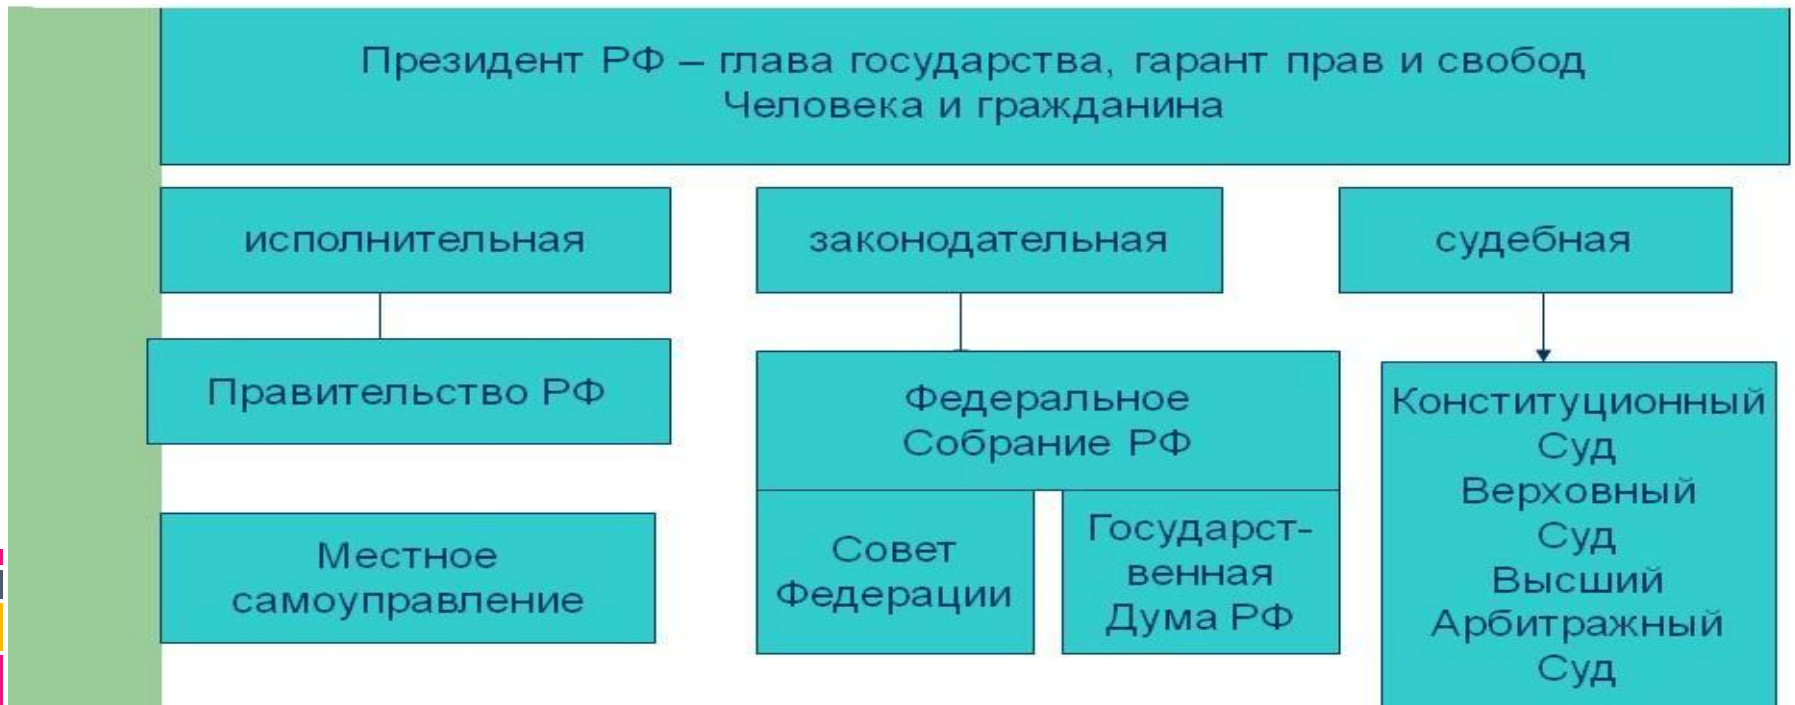 Президент РФ – глава государства, гарант прав и свобод
Человека и гражданина
исполнительная
законодательная
судебная
Правительство РФ
Федеральное
Собрание РФ
Конституционный
Суд
Верховный
Суд
Высший
Арбитражный
Суд
Местное
самоуправление
Совет
Федерации
Государст-
венная
Дума РФ